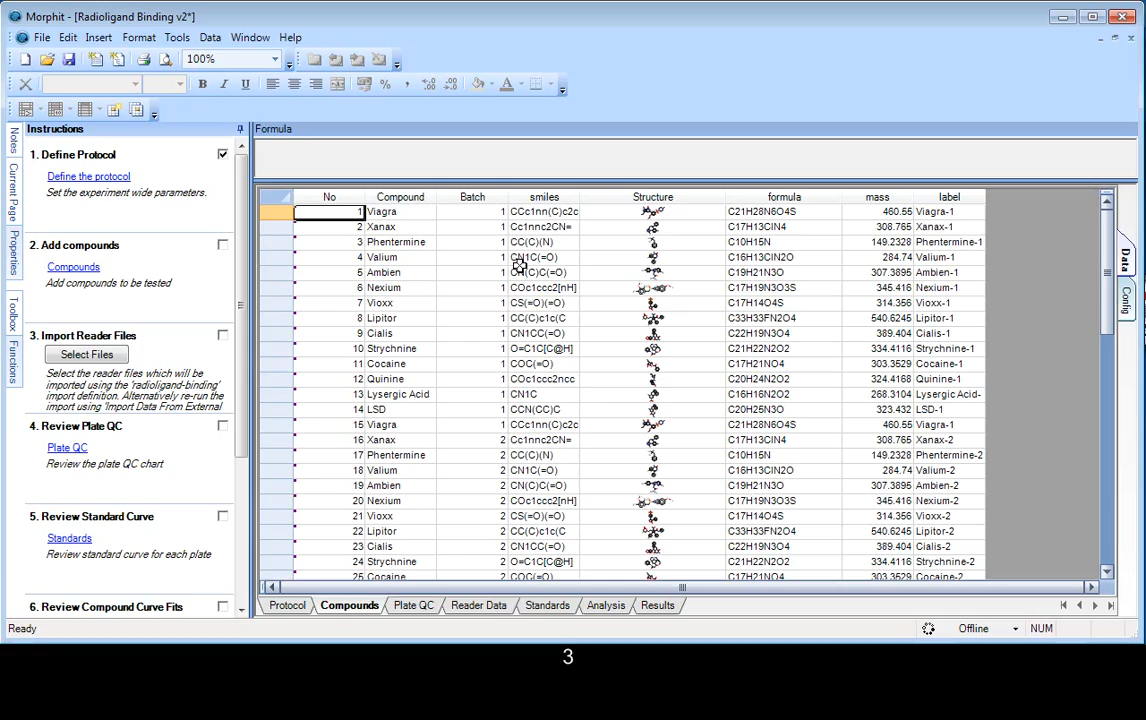 Morphit - [Radioligand Binding v2*]
File Edit Insert Format Tools Data Window Help
100%
B I U % ,
Instructions
Formula
Notes
Current Page
Properties
Toolbox
Functions
1. Define Protocol
Define the protocol
Set the experiment wide parameters.
2. Add compounds
Compounds
Add compounds to be tested
3. Import Reader Files
Select Files
Select the reader files which will be
imported using the 'radioligand-binding'
import definition. Alternatively re-run the
import using 'Import Data From External
4. Review Plate QC
Plate QC
Review the plate QC chart
5. Review Standard Curve
Standards
Review standard curve for each plate
6. Review Compound Curve Fits
No Compound Batch smiles Structure formula mass label
1 Viagra 1 CCc1nn(C)c2c C21H28N6O4S 460.55 Viagra-1
2 Xanax 1 Cc1nnc2CN= C17H13ClN4 308.765 Xanax-1
3 Phentermine 1 CC(C)(N) C10H15N 149.2328 Phentermine-1
4 Valium 1 CN1C(=O) C16H13ClN2O 284.74 Valium-1
5 Ambien 1 CN(C)C(=O) C19H21N3O 307.3895 Ambien-1
6 Nexium 1 COc1ccc2[nH] C17H19N3O3S 345.416 Nexium-1
7 Vioxx 1 CS(=O)(=O) C17H14O4S 314.356 Vioxx-1
8 Lipitor 1 CC(C)c1c(C C33H33FN2O4 540.6245 Lipitor-1
9 Cialis 1 CN1CC(=O) C22H19N3O4 389.404 Cialis-1
10 Strychnine 1 O=C1C[C@H] C21H22N2O2 334.4116 Strychnine-1
11 Cocaine 1 COC(=O) C17H21NO4 303.3529 Cocaine-1
12 Quinine 1 COc1ccc2ncc C20H24N2O2 324.4168 Quinine-1
13 Lysergic Acid 1 CN1C C16H16N2O2 268.3104 Lysergic Acid-
14 LSD 1 CCN(CC)C C20H25N3O 323.432 LSD-1
15 Viagra 1 CCc1nn(C)c2c C21H28N6O4S 460.55 Viagra-1
16 Xanax 2 Cc1nnc2CN= C17H13ClN4 308.765 Xanax-2
17 Phentermine 2 CC(C)(N) C10H15N 149.2328 Phentermine-2
18 Valium 2 CN1C(=O) C16H13ClN2O 284.74 Valium-2
19 Ambien 2 CN(C)C(=O) C19H21N3O 307.3895 Ambien-2
20 Nexium 2 COc1ccc2[nH] C17H19N3O3S 345.416 Nexium-2
21 Vioxx 2 CS(=O)(=O) C17H14O4S 314.356 Vioxx-2
22 Lipitor 2 CC(C)c1c(C C33H33FN2O4 540.6245 Lipitor-2
23 Cialis 2 CN1CC(=O) C22H19N3O4 389.404 Cialis-2
24 Strychnine 2 O=C1C[C@H] C21H22N2O2 334.4116 Strychnine-2
25 Cocaine 2 COC(=O) C17H21NO4 303.3529 Cocaine-2
Data
Config
Protocol Compounds Plate QC Reader Data Standards Analysis Results
Ready Offline NUM
3